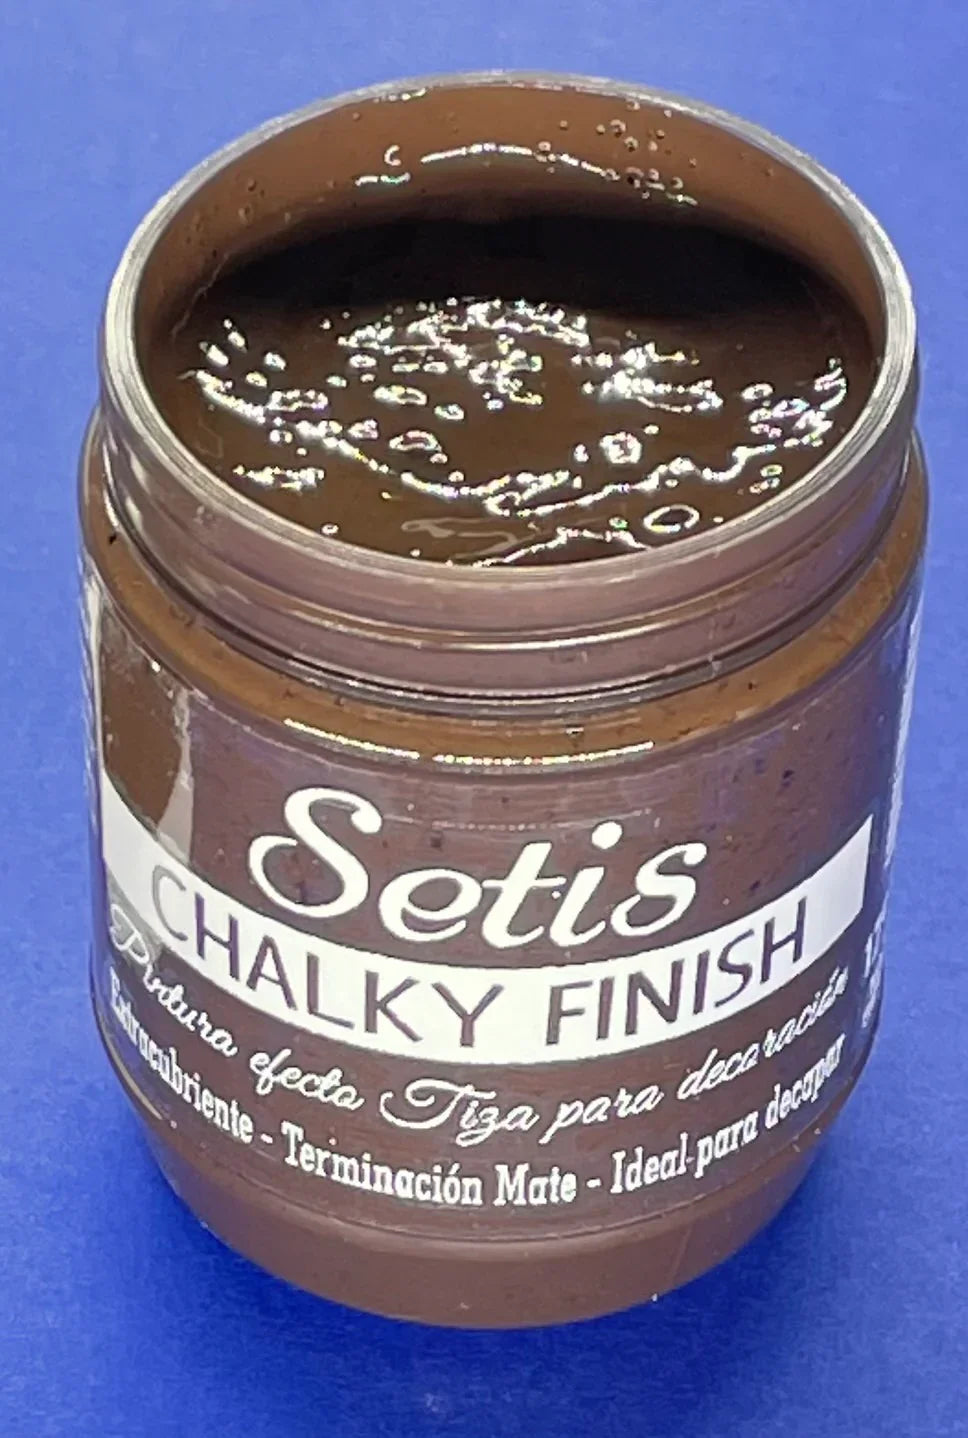 Setis
CHALKY FINISH
Pintura efecto Tiza para decoración
Extracubriente - Terminación Mate - Ideal para decapar